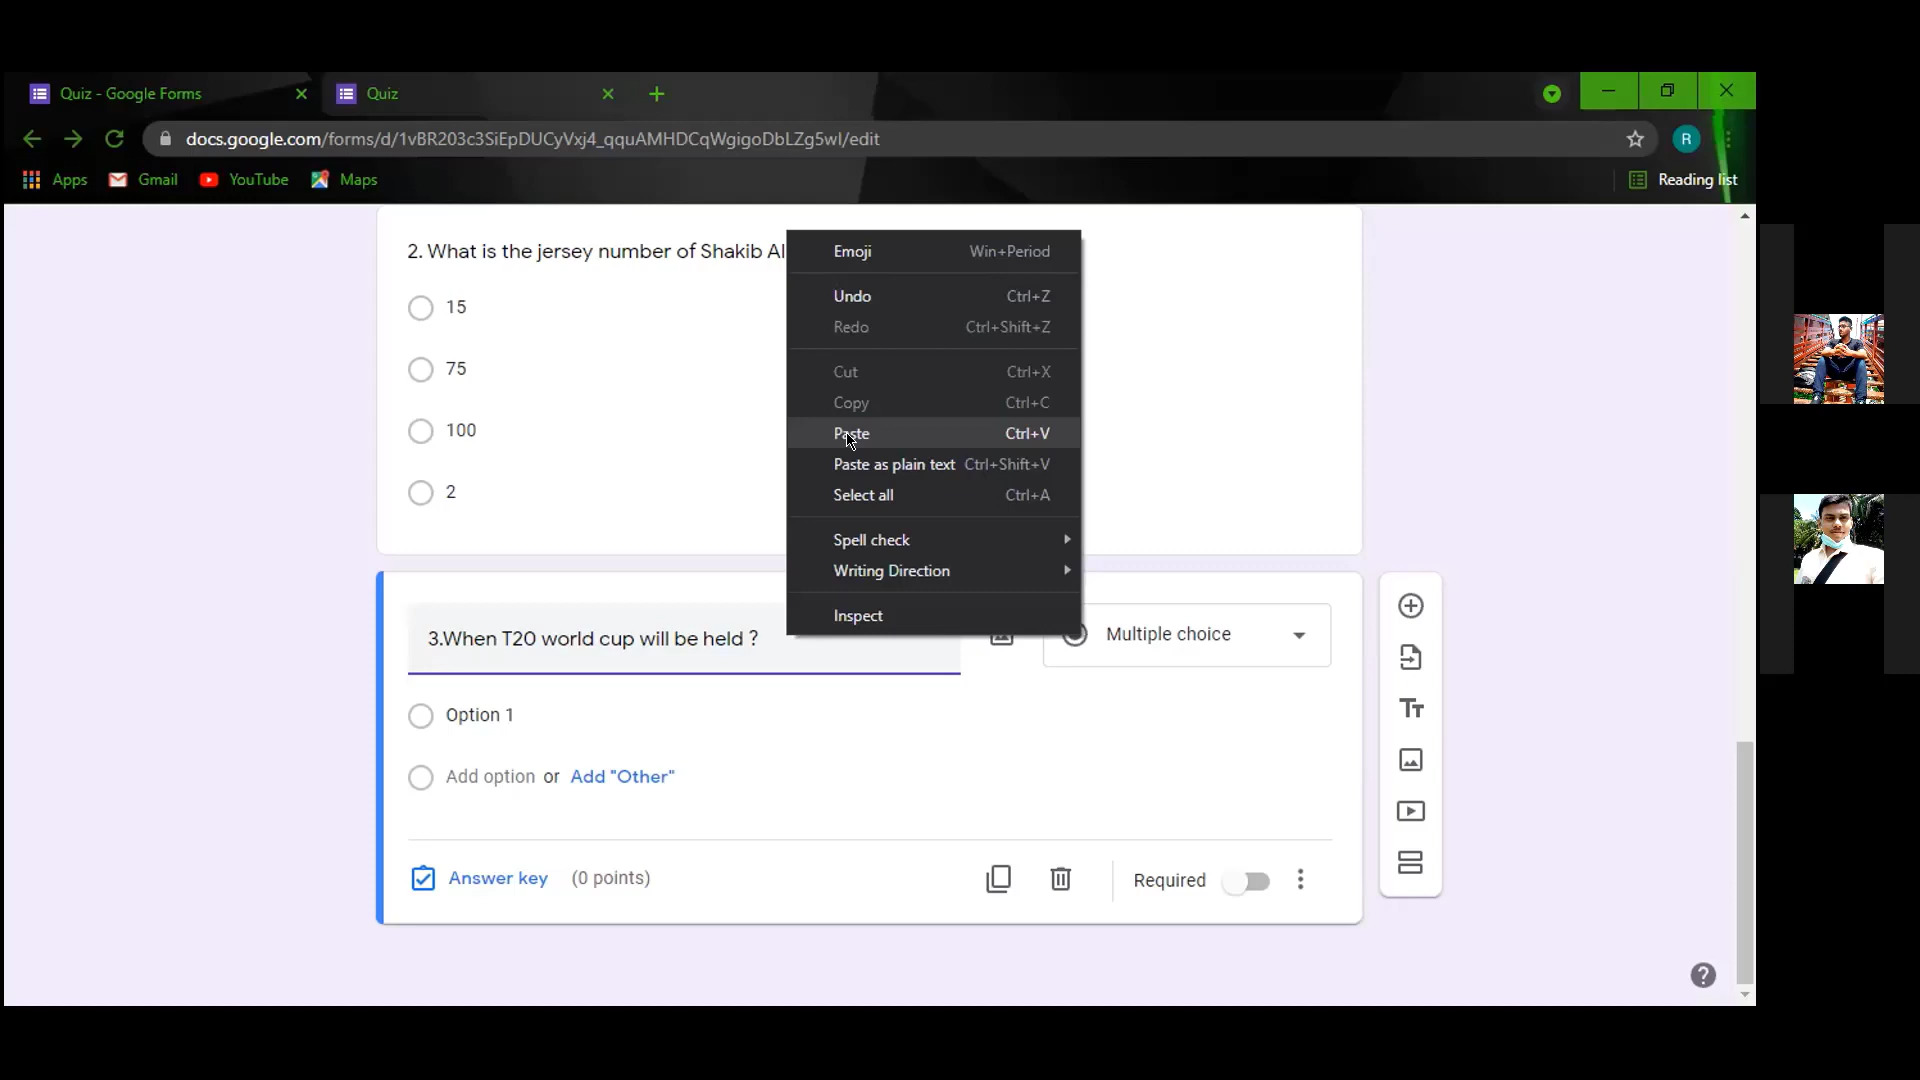 Quiz - Google Forms
Quiz
docs.google.com/forms/d/1vBR203c3SiEpDUCyVxj4_qquAMHDCqWgigoDbLZg5wI/edit
R
Apps
Gmail
YouTube
Maps
Reading list
2. What is the jersey number of Shakib Al
15
75
100
2
Emoji Win+Period
Undo Ctrl+Z
Redo Ctrl+Shift+Z
Cut Ctrl+X
Copy Ctrl+C
Paste Ctrl+V
Paste as plain text Ctrl+Shift+V
Select all Ctrl+A
Spell check
Writing Direction
Inspect
3.When T20 world cup will be held ?
Multiple choice
Option 1
Add option or Add "Other"
Answer key (0 points)
Required